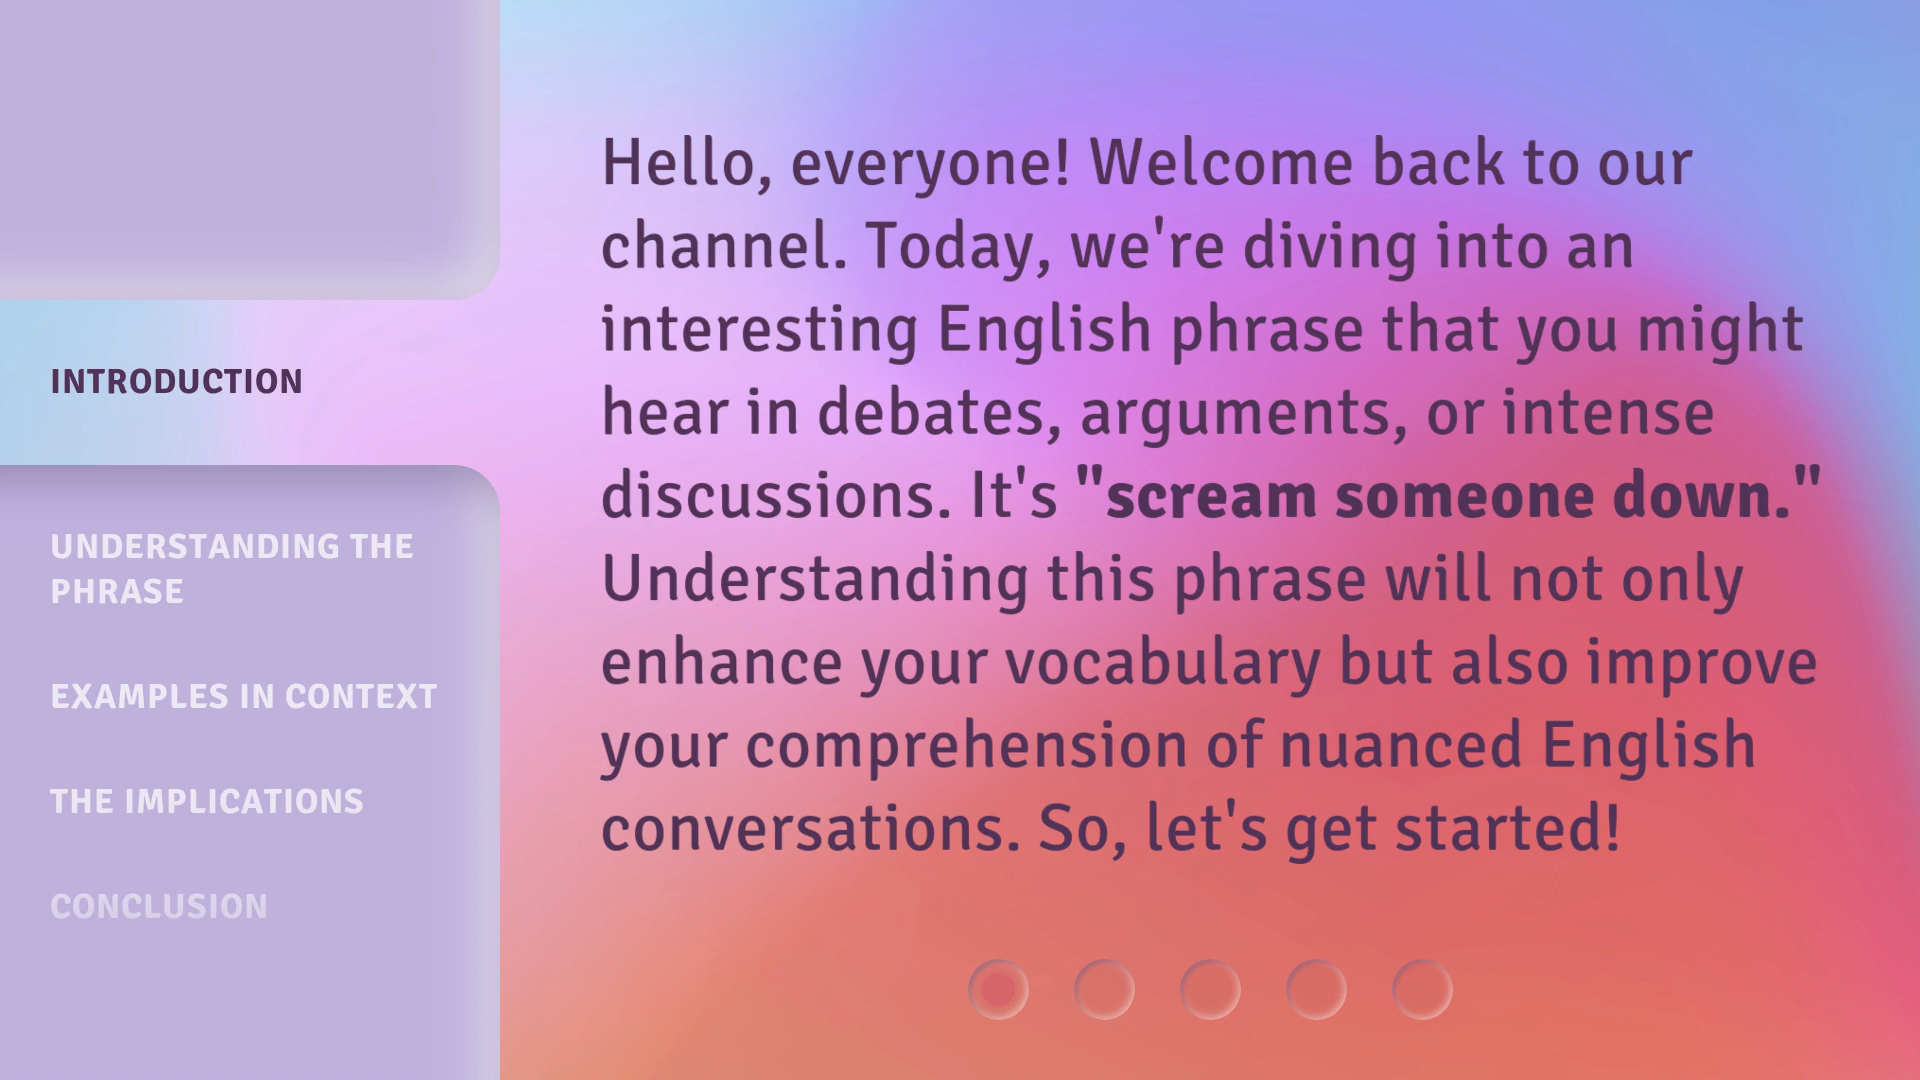 INTRODUCTION
UNDERSTANDING THE
PHRASE
EXAMPLES IN CONTEXT
THE IMPLICATIONS
CONCLUSION
Hello, everyone! Welcome back to our
channel. Today, we're diving into an
interesting English phrase that you might
hear in debates, arguments, or intense
discussions. It's "scream someone down."
Understanding this phrase will not only
enhance your vocabulary but also improve
your comprehension of nuanced English
conversations. So, let's get started!